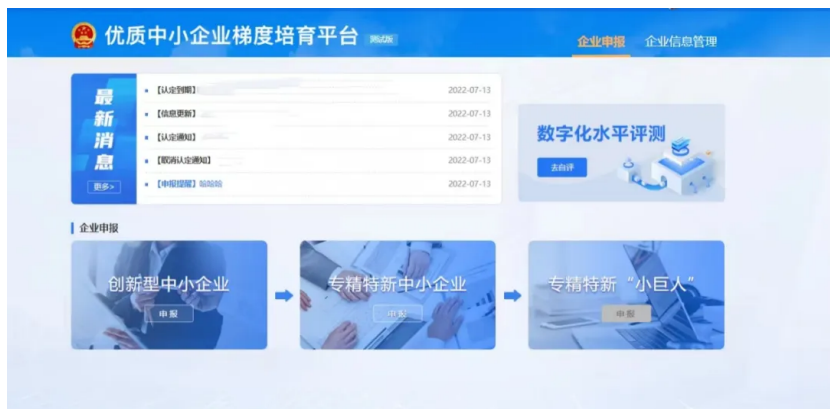 优质中小企业梯度培育平台 测试版
企业申报 企业信息管理
最新消息
更多>
【认定到期】 2022-07-13
【信息更新】 2022-07-13
【认定通知】 2022-07-13
【取消认定通知】 2022-07-13
【申报提醒】哈哈哈 2022-07-13
数字化水平评测
去自评
企业申报
创新型中小企业
申报
专精特新中小企业
申报
专精特新“小巨人”
申报